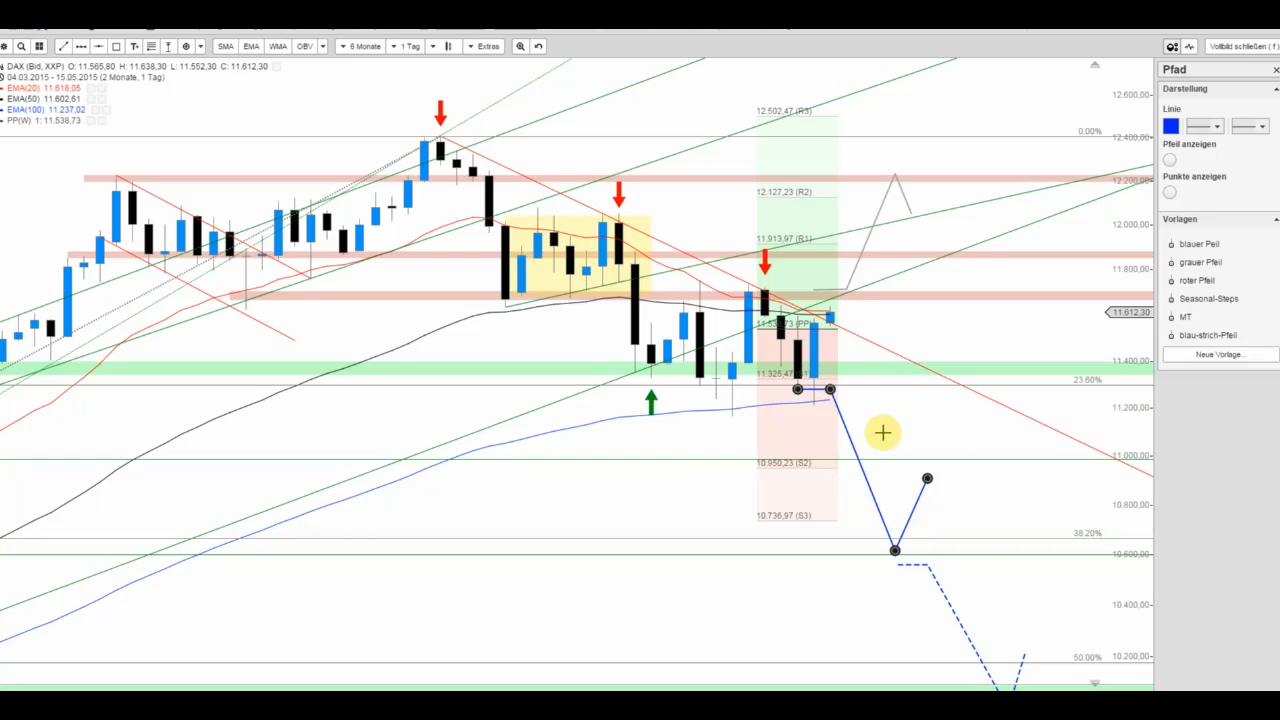 SMA EMA WMA OBV 6 Monate 1 Tag Extras Vollbild schließen ( f )
DAX (Bid, XXP) O: 11.565,80 H: 11.638,30 L: 11.552,30 C: 11.612,30
04.03.2015 - 15.05.2015 (2 Monate, 1 Tag)
EMA(20) 11.618,05
EMA(50) 11.602,61
EMA(100) 11.237,02
PP(W) 1: 11.538,73
12.502,47 (R3)
12.127,23 (R2)
11.913,97 (R1)
11.538,73 (PP)
11.325,47
10.950,23 (S2)
10.736,97 (S3)
0.00%
23.60%
38.20%
50.00%
12.600,00
12.400,00
12.200,00
12.000,00
11.800,00
11.612,30
11.400,00
11.200,00
11.000,00
10.800,00
10.600,00
10.400,00
10.200,00
Pfad
Darstellung
Linie
Pfeil anzeigen
Punkte anzeigen
Vorlagen
blauer Peil
grauer Pfeil
roter Pfeil
Seasonal-Steps
MT
blau-strich-Pfeil
Neue Vorlage...